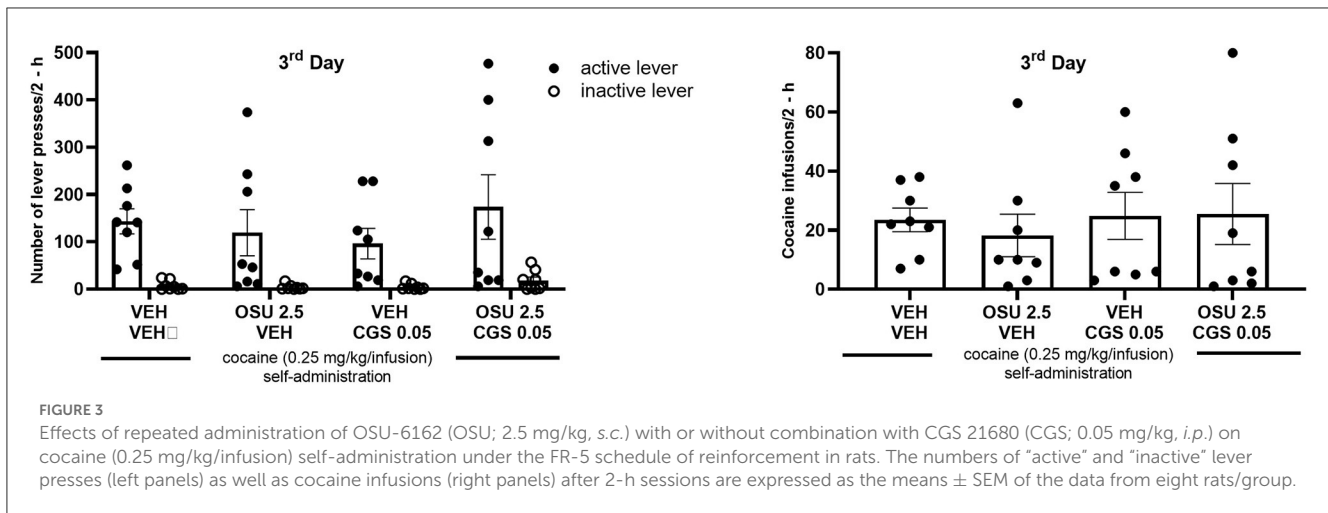 3rd Day
active lever
inactive lever
Number of lever presses/2 - h
500
400
300
200
100
0
VEH
VEH□
OSU 2.5
VEH
VEH
CGS 0.05
OSU 2.5
CGS 0.05
cocaine (0.25 mg/kg/infusion)
self-administration
3rd Day
Cocaine infusions/2 - h
80
60
40
20
0
VEH
VEH
OSU 2.5
VEH
VEH
CGS 0.05
OSU 2.5
CGS 0.05
cocaine (0.25 mg/kg/infusion)
self-administration
FIGURE 3
Effects of repeated administration of OSU-6162 (OSU; 2.5 mg/kg, s.c.) with or without combination with CGS 21680 (CGS; 0.05 mg/kg, i.p.) on
cocaine (0.25 mg/kg/infusion) self-administration under the FR-5 schedule of reinforcement in rats. The numbers of “active” and “inactive” lever
presses (left panels) as well as cocaine infusions (right panels) after 2-h sessions are expressed as the means ± SEM of the data from eight rats/group.